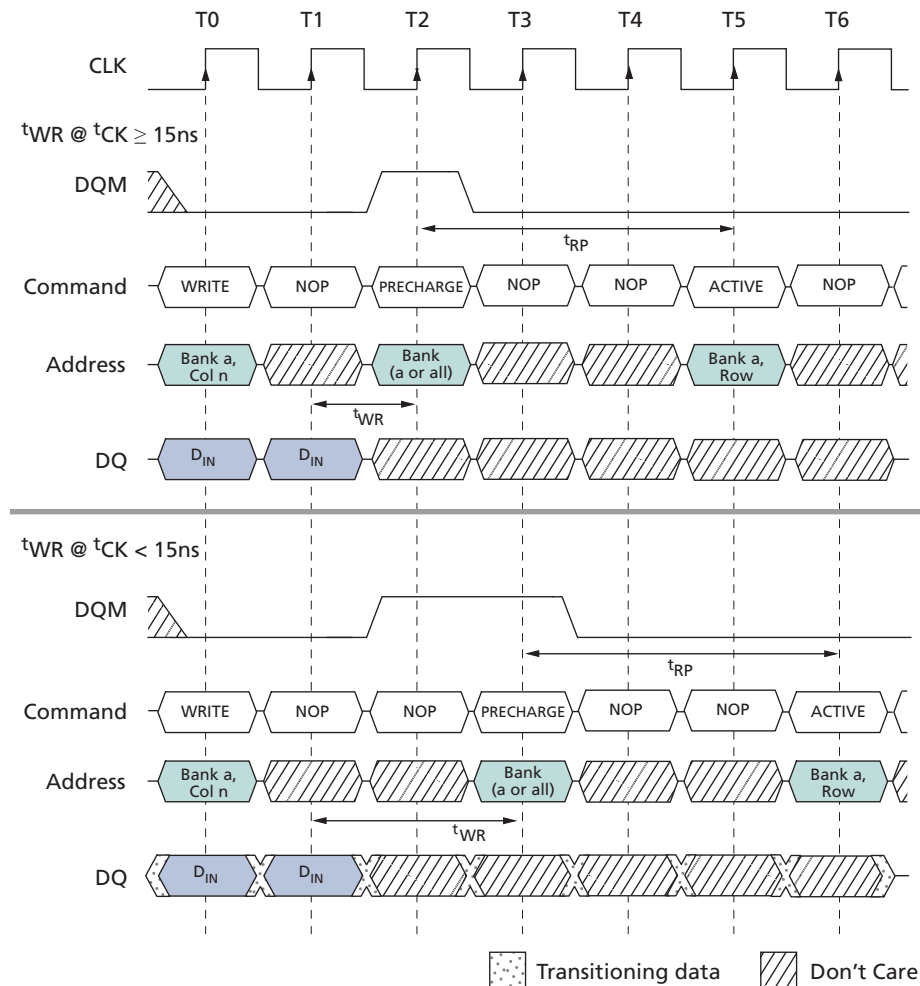 T0 T1 T2 T3 T4 T5 T6
CLK
tWR @ tCK ≥ 15ns
DQM
tRP
Command WRITE NOP PRECHARGE NOP NOP ACTIVE NOP
Address Bank a, Bank Bank a,
Col n (a or all) Row
tWR
DQ DIN DIN
tWR @ tCK < 15ns
DQM
tRP
Command WRITE NOP NOP PRECHARGE NOP NOP ACTIVE
Address Bank a, Bank Bank a,
Col n (a or all) Row
tWR
DQ DIN DIN
Transitioning data Don't Care